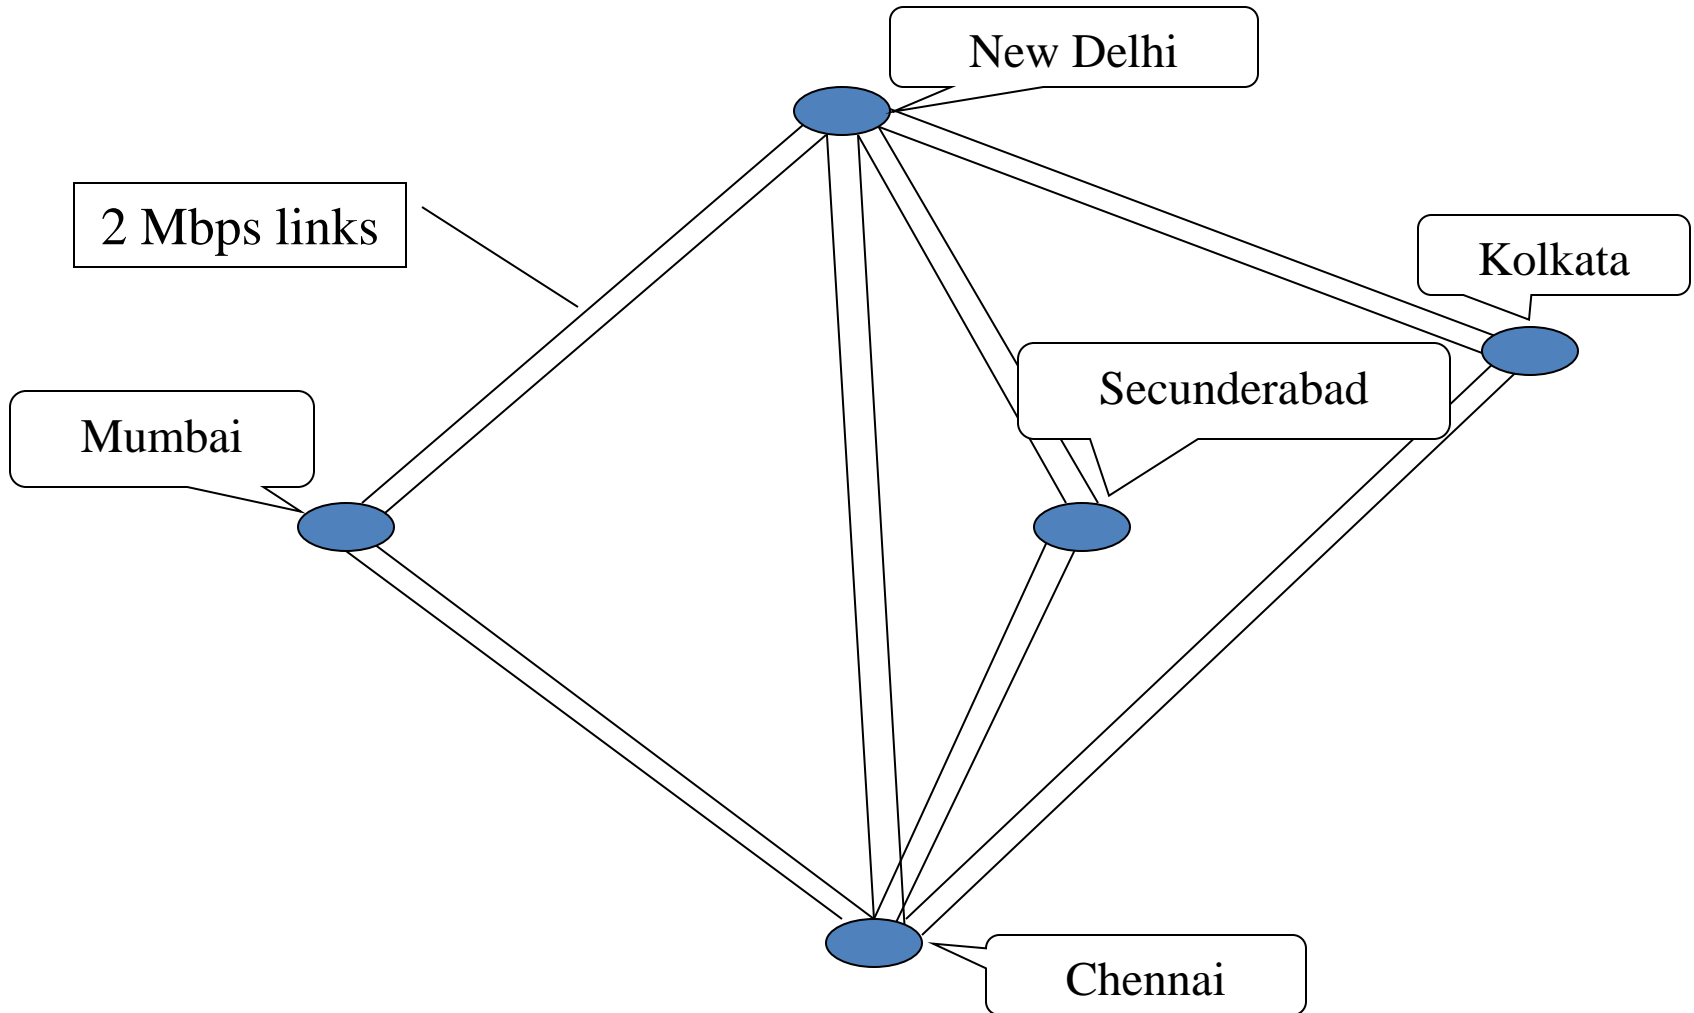 New Delhi
2 Mbps links
Kolkata
Secunderabad
Mumbai
Chennai